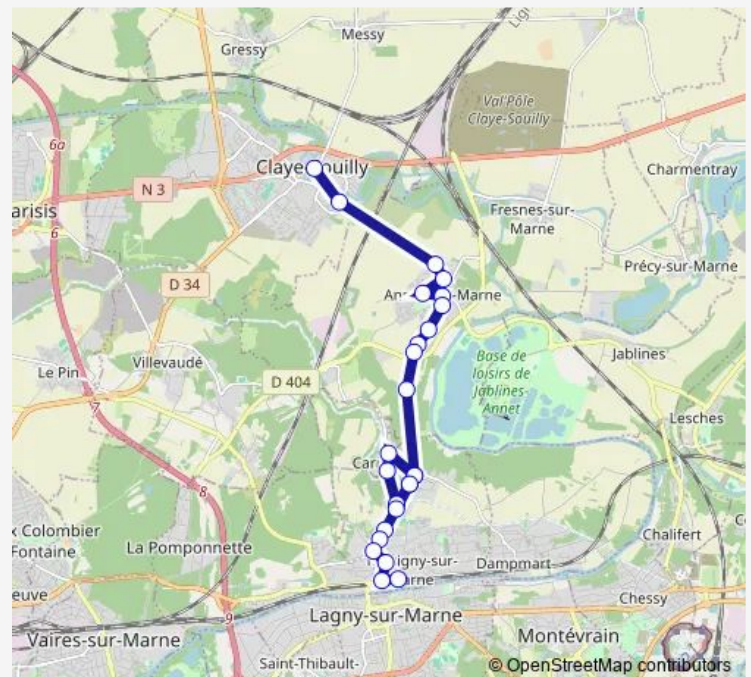 Messy
Gressy
Val'Pôle
Claye-Souilly
6a
N 3
arisis
Charmentray
Fresnes-sur-
Marne
6
Précy-sur-Marne
D 34
Base de
loisirs de
Jablines-
Annet
Jablines
Villevaudé
Le Pin
D 404
7
Lesches
8
x Colombier
Fontaine
La Pomponnette
Chalifert
Dampmart
euve
Chessy
9
Lagny-sur-Marne
Vaires-sur-Marne
Montévrain
Saint-Thibault-
© OpenStreetMap contributors